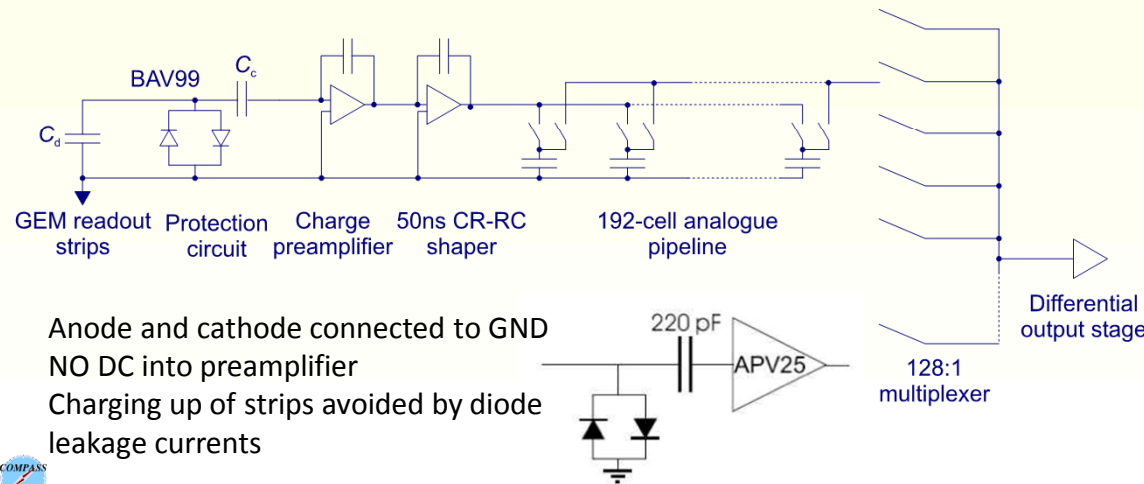 BAV99
Cc
Cd
GEM readout
strips
Protection
circuit
Charge
preamplifier
50ns CR-RC
shaper
192-cell analogue
pipeline
128:1
multiplexer
Differential
output stage
Anode and cathode connected to GND
NO DC into preamplifier
Charging up of strips avoided by diode
leakage currents
220 pF
APV25
COMPASS